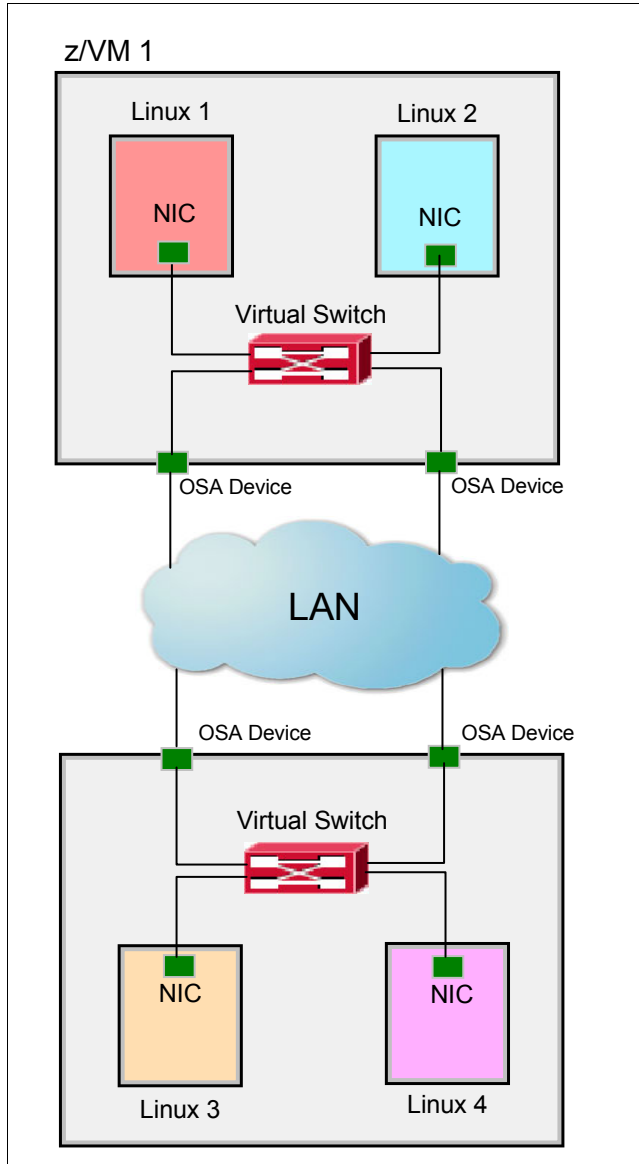 z/VM 1
Linux 1
Linux 2
NIC
NIC
Virtual Switch
OSA Device
OSA Device
LAN
OSA Device
OSA Device
Virtual Switch
NIC
NIC
Linux 3
Linux 4